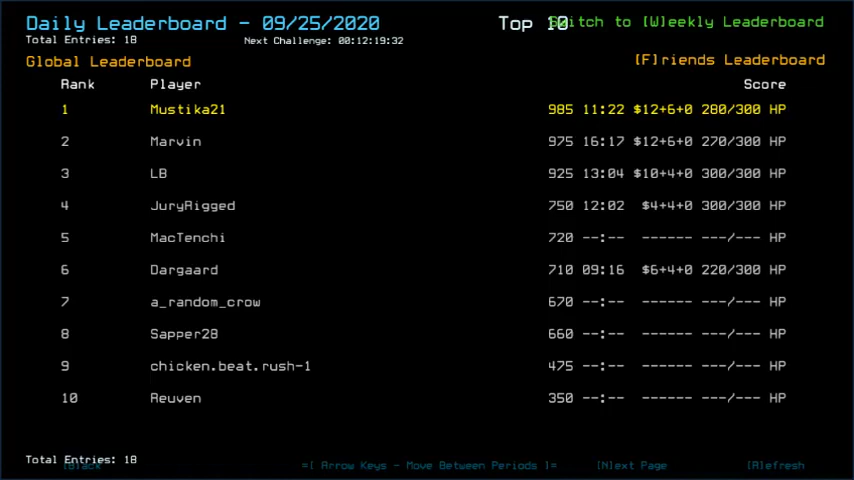 Daily Leaderboard - 09/25/2020 Top 10 Switch to [W]eekly Leaderboard
Total Entries: 18 Next Challenge: 00:12:19:32
Global Leaderboard [F]riends Leaderboard
Rank Player Score
1 Mustika21 985 11:22 $12+6+0 280/300 HP
2 Marvin 975 16:17 $12+6+0 270/300 HP
3 LB 925 13:04 $10+4+0 300/300 HP
4 JuryRigged 750 12:02 $4+4+0 300/300 HP
5 MacTenchi 720 --:-- ------ ---/--- HP
6 Dargaard 710 09:16 $6+4+0 220/300 HP
7 a_random_crow 670 --:-- ------ ---/--- HP
8 Sapper28 660 --:-- ------ ---/--- HP
9 chicken.beat.rush-1 475 --:-- ------ ---/--- HP
10 Reuven 350 --:-- ------ ---/--- HP
Total Entries: 18
[B]ack =[ Arrow Keys - Move Between Periods ]= [N]ext Page [R]efresh